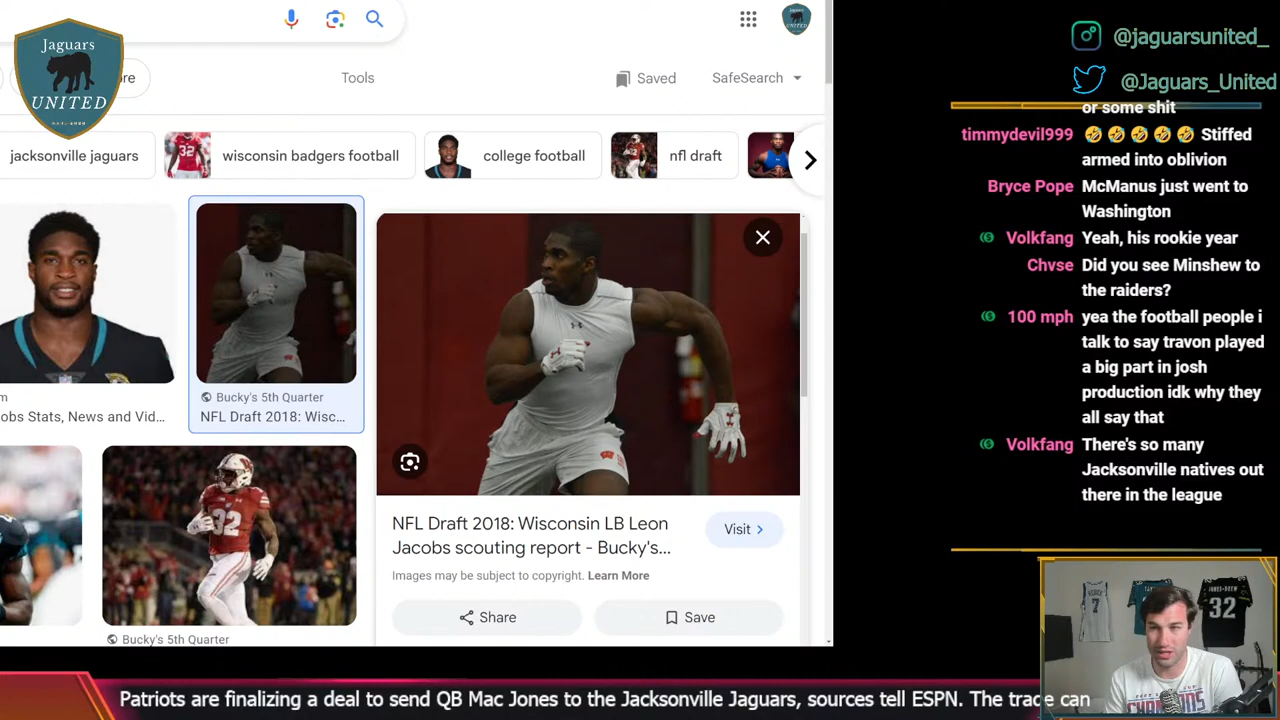 Jaguars
UNITED
ore
Tools
Saved
SafeSearch
jacksonville jaguars
wisconsin badgers football
college football
nfl draft
m
obs Stats, News and Vid...
Bucky's 5th Quarter
NFL Draft 2018: Wisc...
32
Bucky's 5th Quarter
NFL Draft 2018: Wisconsin LB Leon
Jacobs scouting report - Bucky's...
Visit
Images may be subject to copyright. Learn More
Share
Save
@jaguarsunited_
@Jaguars_United
or some shit
timmydevil999 🤣🤣🤣🤣🤣 Stiffed
armed into oblivion
Bryce Pope McManus just went to
Washington
Volkfang Yeah, his rookie year
Chvse Did you see Minshew to
the raiders?
100 mph yea the football people i
talk to say travon played
a big part in josh
production idk why they
all say that
Volkfang There's so many
Jacksonville natives out
there in the league
7
JONES-DREW
32
Patriots are finalizing a deal to send QB Mac Jones to the Jacksonville Jaguars, sources tell ESPN. The trade can